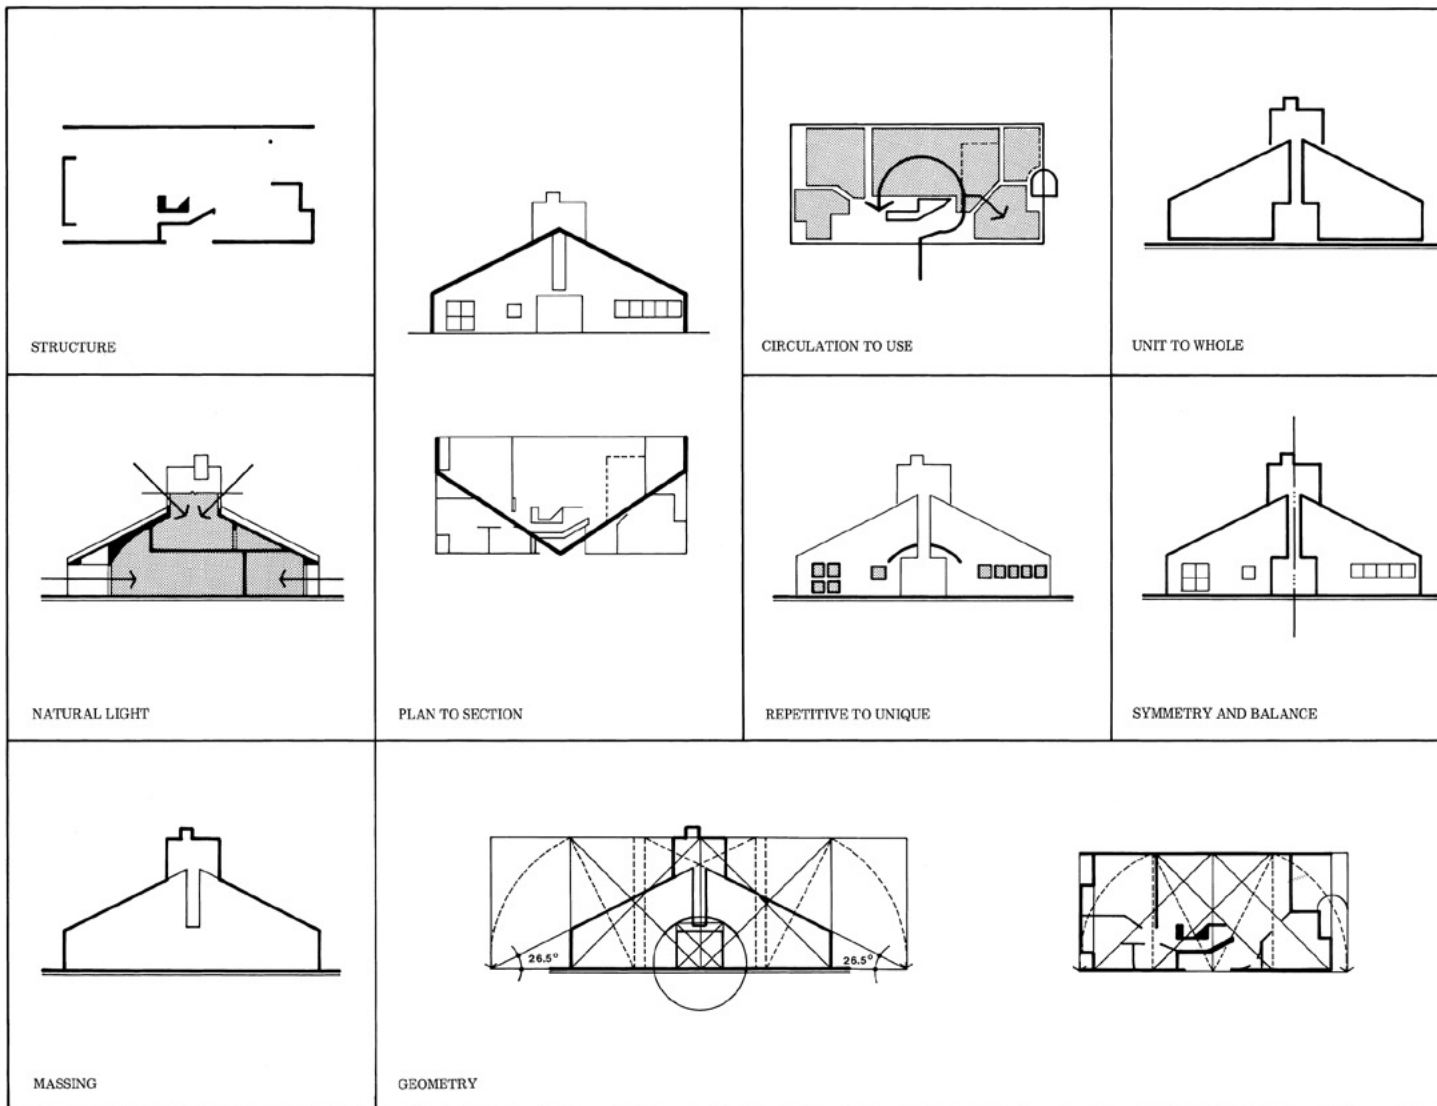 STRUCTURE
CIRCULATION TO USE
UNIT TO WHOLE
NATURAL LIGHT
PLAN TO SECTION
REPETITIVE TO UNIQUE
SYMMETRY AND BALANCE
26.5°
26.5°
MASSING
GEOMETRY